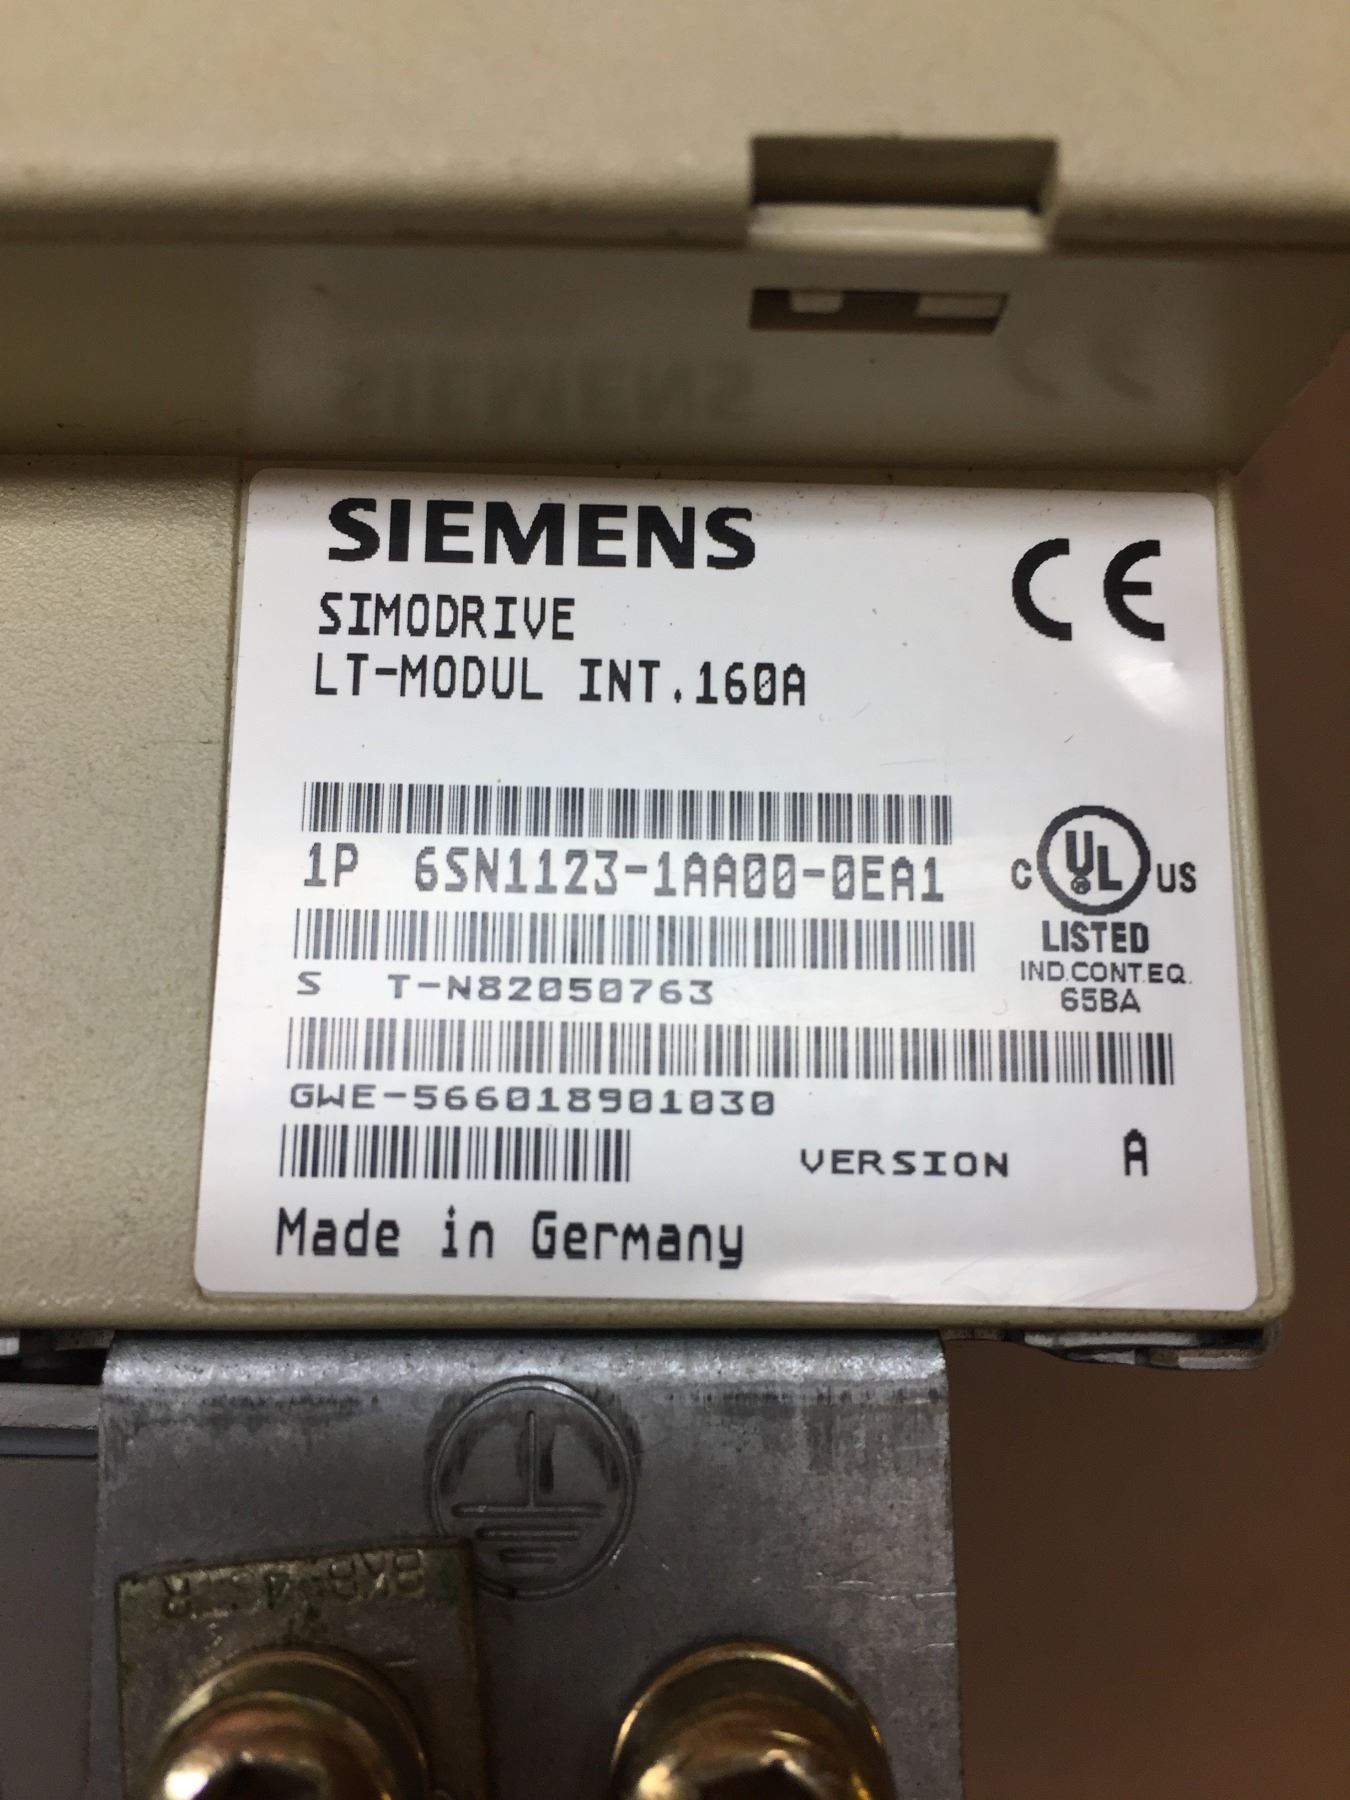 SIEMENS
CE
SIMODRIVE
LT-MODUL INT.160A
1P 6SN1123-1AA00-0EA1
C UL ® US
LISTED
IND.CONT.EQ.
65BA
S T-N82050763
GWE-566018901030
VERSION A
Made in Germany